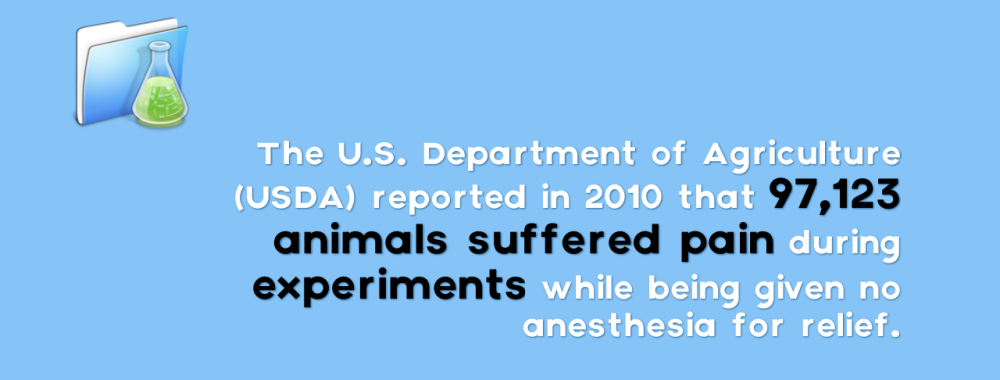 The U.S. Department of Agriculture
(USDA) reported in 2010 that 97,123
animals suffered pain during
experiments while being given no
anesthesia for relief.